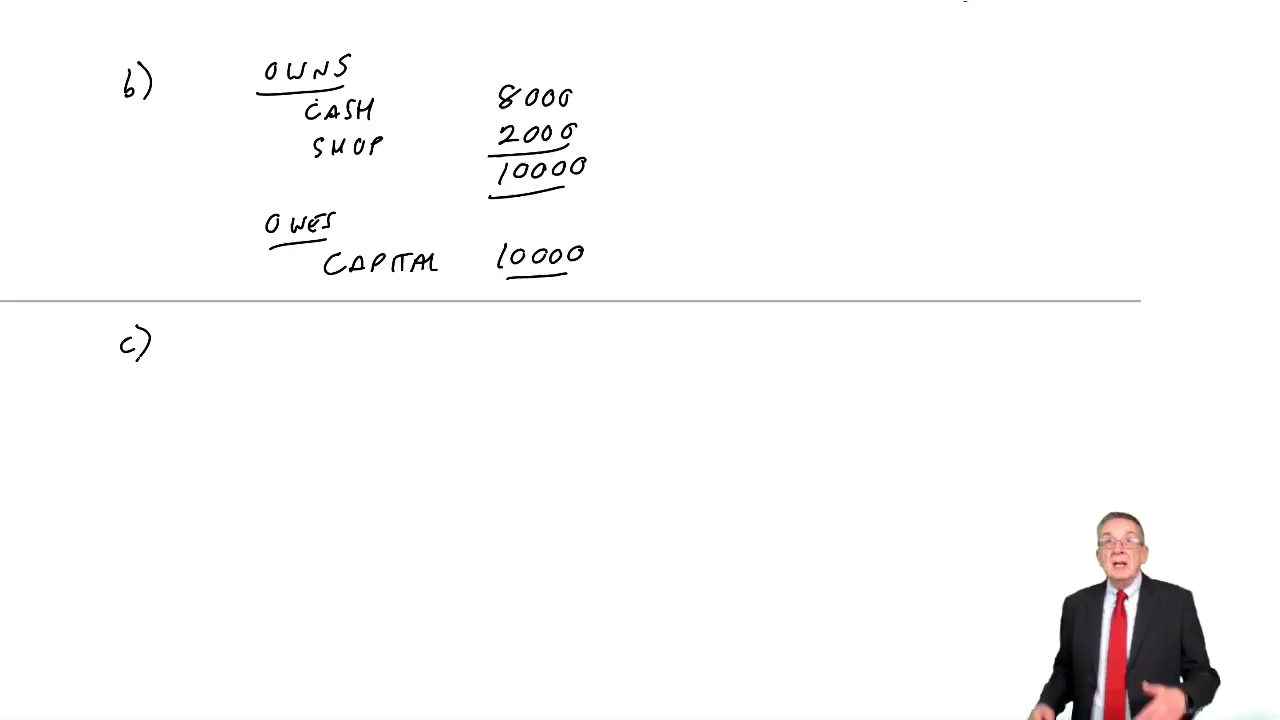 b)
OWNS
CASH 8000
SHOP 2000
10000
OWES
CAPITAL 10000
c)